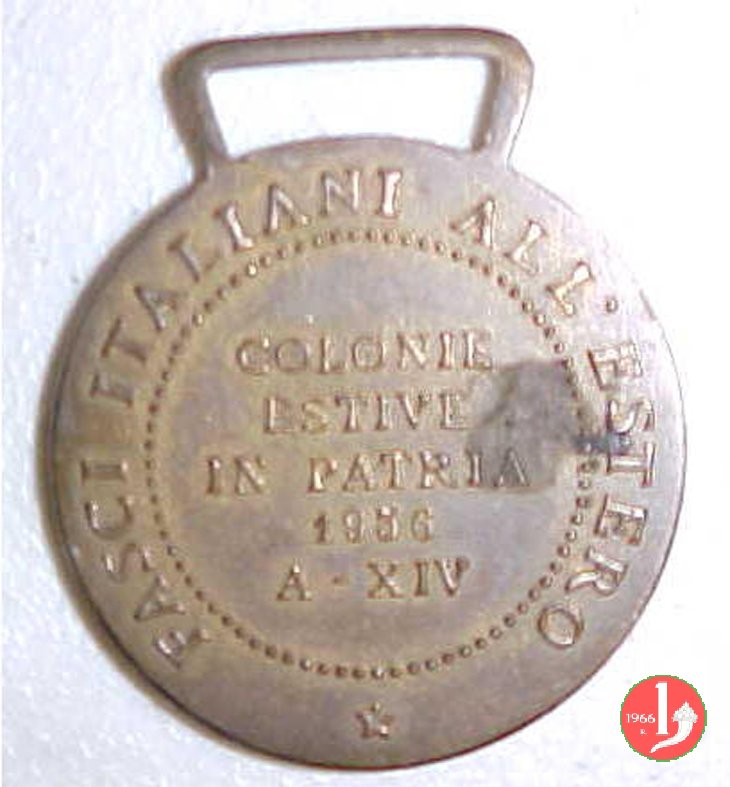 FASCI ITALIANI ALL' ESTERO
COLONIE
ESTIVE
IN PATRIA
1936
A - XIV
1966